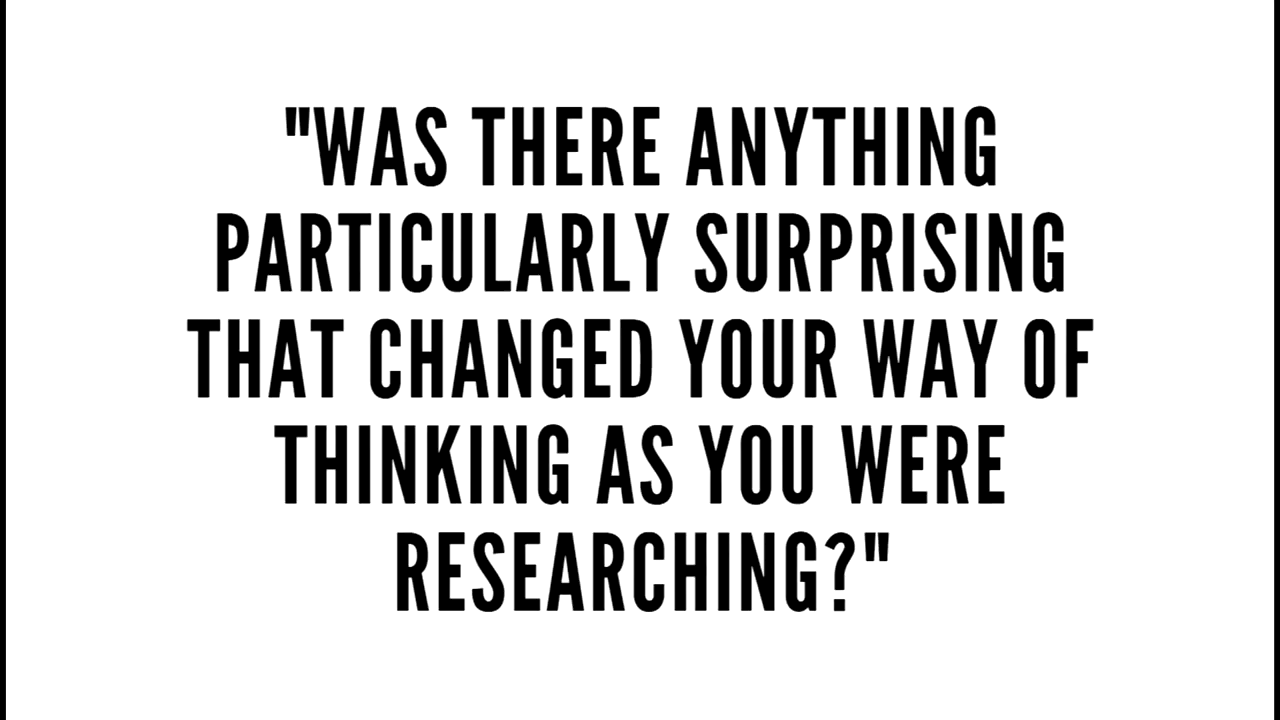 "WAS THERE ANYTHING
PARTICULARLY SURPRISING
THAT CHANGED YOUR WAY OF
THINKING AS YOU WERE
RESEARCHING?"